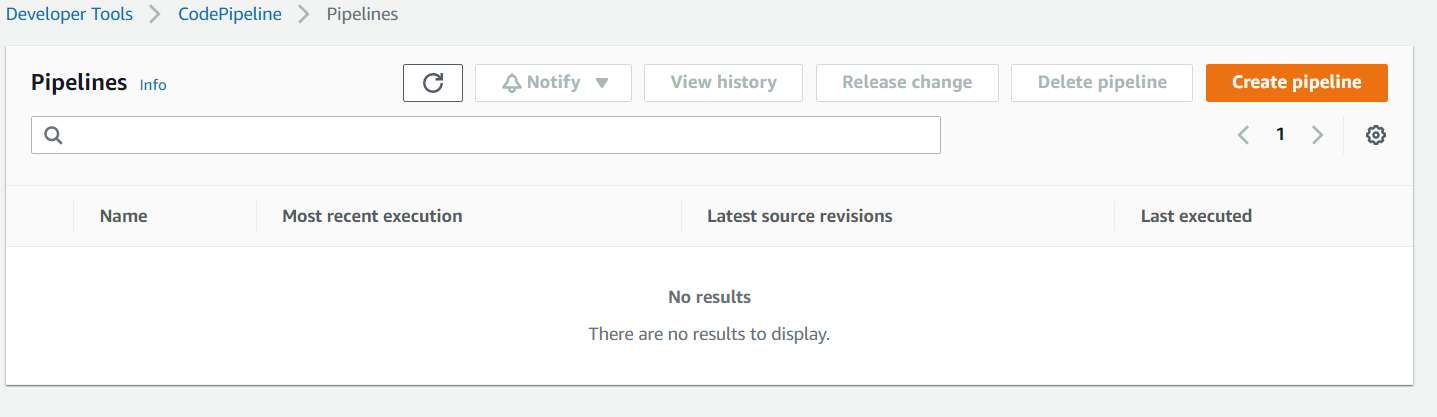 Developer Tools CodePipeline Pipelines
Pipelines Info Notify View history Release change Delete pipeline Create pipeline
1
Name Most recent execution Latest source revisions Last executed
No results
There are no results to display.